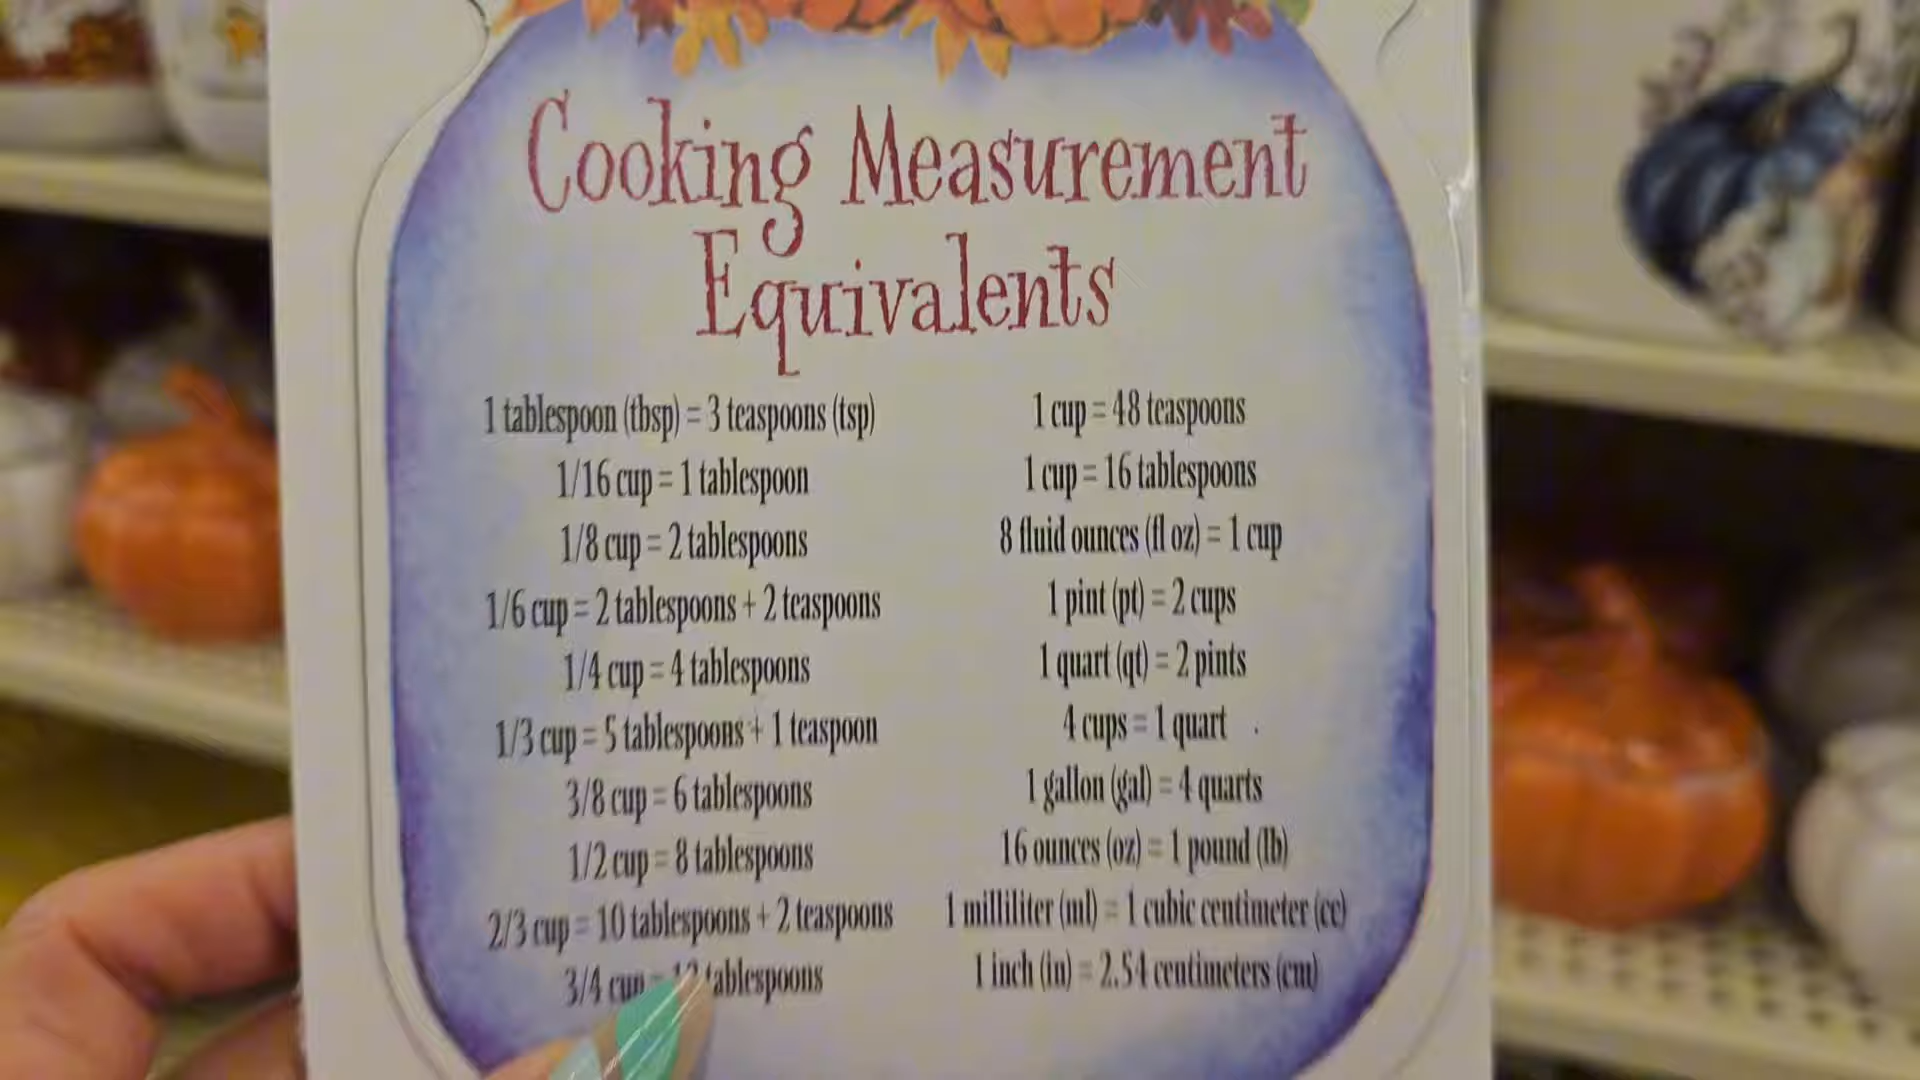 Cooking Measurement
Equivalents
1 tablespoon (tbsp) = 3 teaspoons (tsp)
1/16 cup = 1 tablespoon
1/8 cup = 2 tablespoons
1/6 cup = 2 tablespoons + 2 teaspoons
1/4 cup = 4 tablespoons
1/3 cup = 5 tablespoons + 1 teaspoon
3/8 cup = 6 tablespoons
1/2 cup = 8 tablespoons
2/3 cup = 10 tablespoons + 2 teaspoons
3/4 cup = 12 tablespoons
1 cup = 48 teaspoons
1 cup = 16 tablespoons
8 fluid ounces (fl oz) = 1 cup
1 pint (pt) = 2 cups
1 quart (qt) = 2 pints
4 cups = 1 quart
1 gallon (gal) = 4 quarts
16 ounces (oz) = 1 pound (lb)
1 milliliter (ml) = 1 cubic centimeter (cc)
1 inch (in) = 2.54 centimeters (cm)